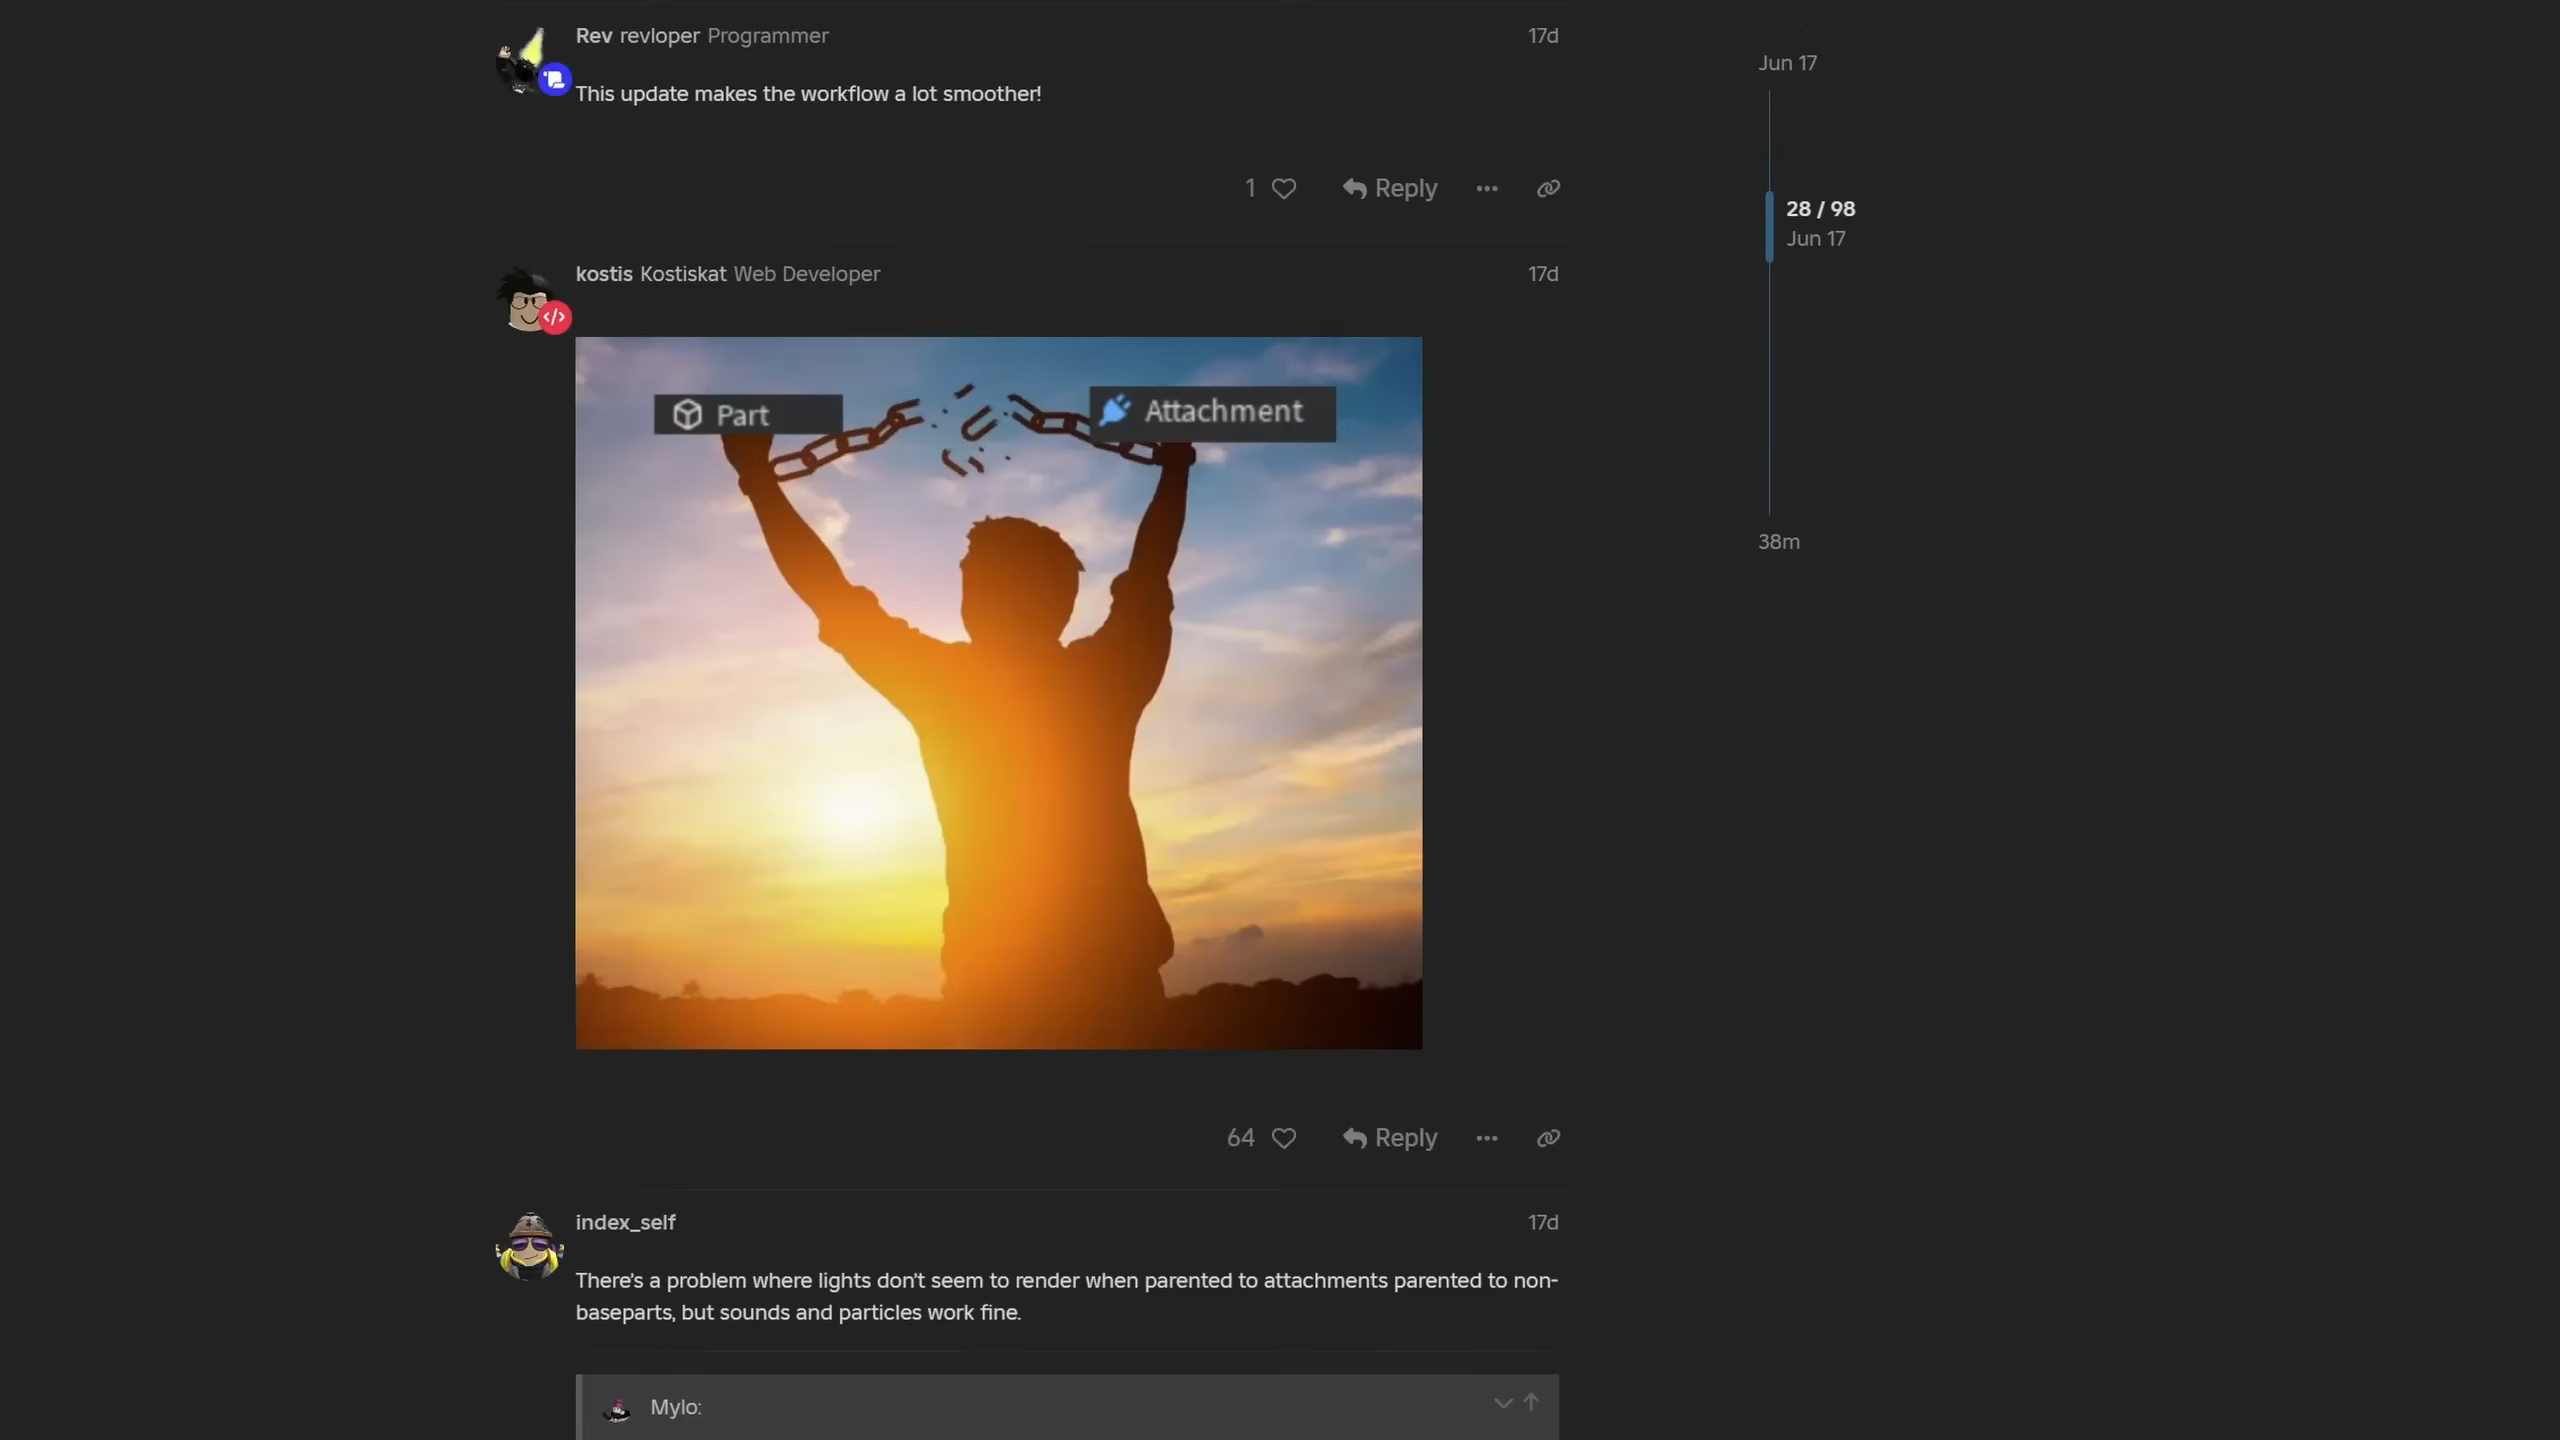 Rev revloper Programmer 17d
Jun 17
This update makes the workflow a lot smoother!
1 Reply
28 / 98
Jun 17
kostis Kostiskat Web Developer 17d
Part
Attachment
38m
64 Reply
index_self 17d
There's a problem where lights don't seem to render when parented to attachments parented to non-
baseparts, but sounds and particles work fine.
Mylo: